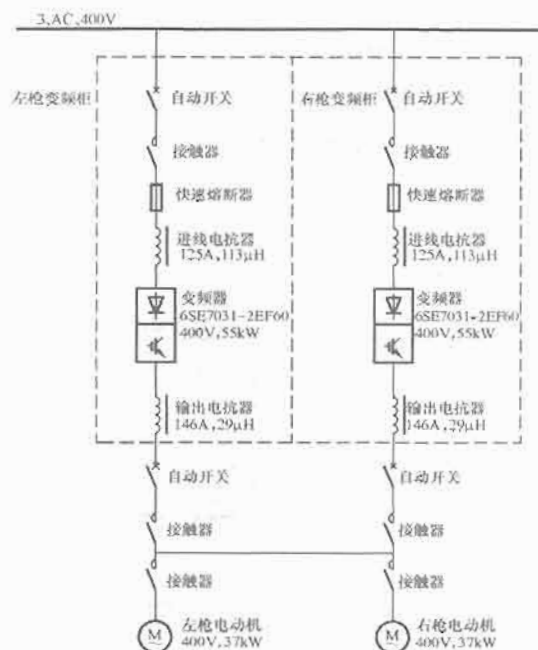 3,AC,400V
左枪变频柜
自动开关
接触器
快速熔断器
进线电抗器
125A,113μH
变频器
6SE7031-2EF60
400V,55kW
输出电抗器
146A,29μH
自动开关
接触器
接触器
M
左枪电动机
400V,37kW
右枪变频柜
自动开关
接触器
快速熔断器
进线电抗器
125A,113μH
变频器
6SE7031-2EF60
400V,55kW
输出电抗器
146A,29μH
自动开关
接触器
接触器
M
右枪电动机
400V,37kW